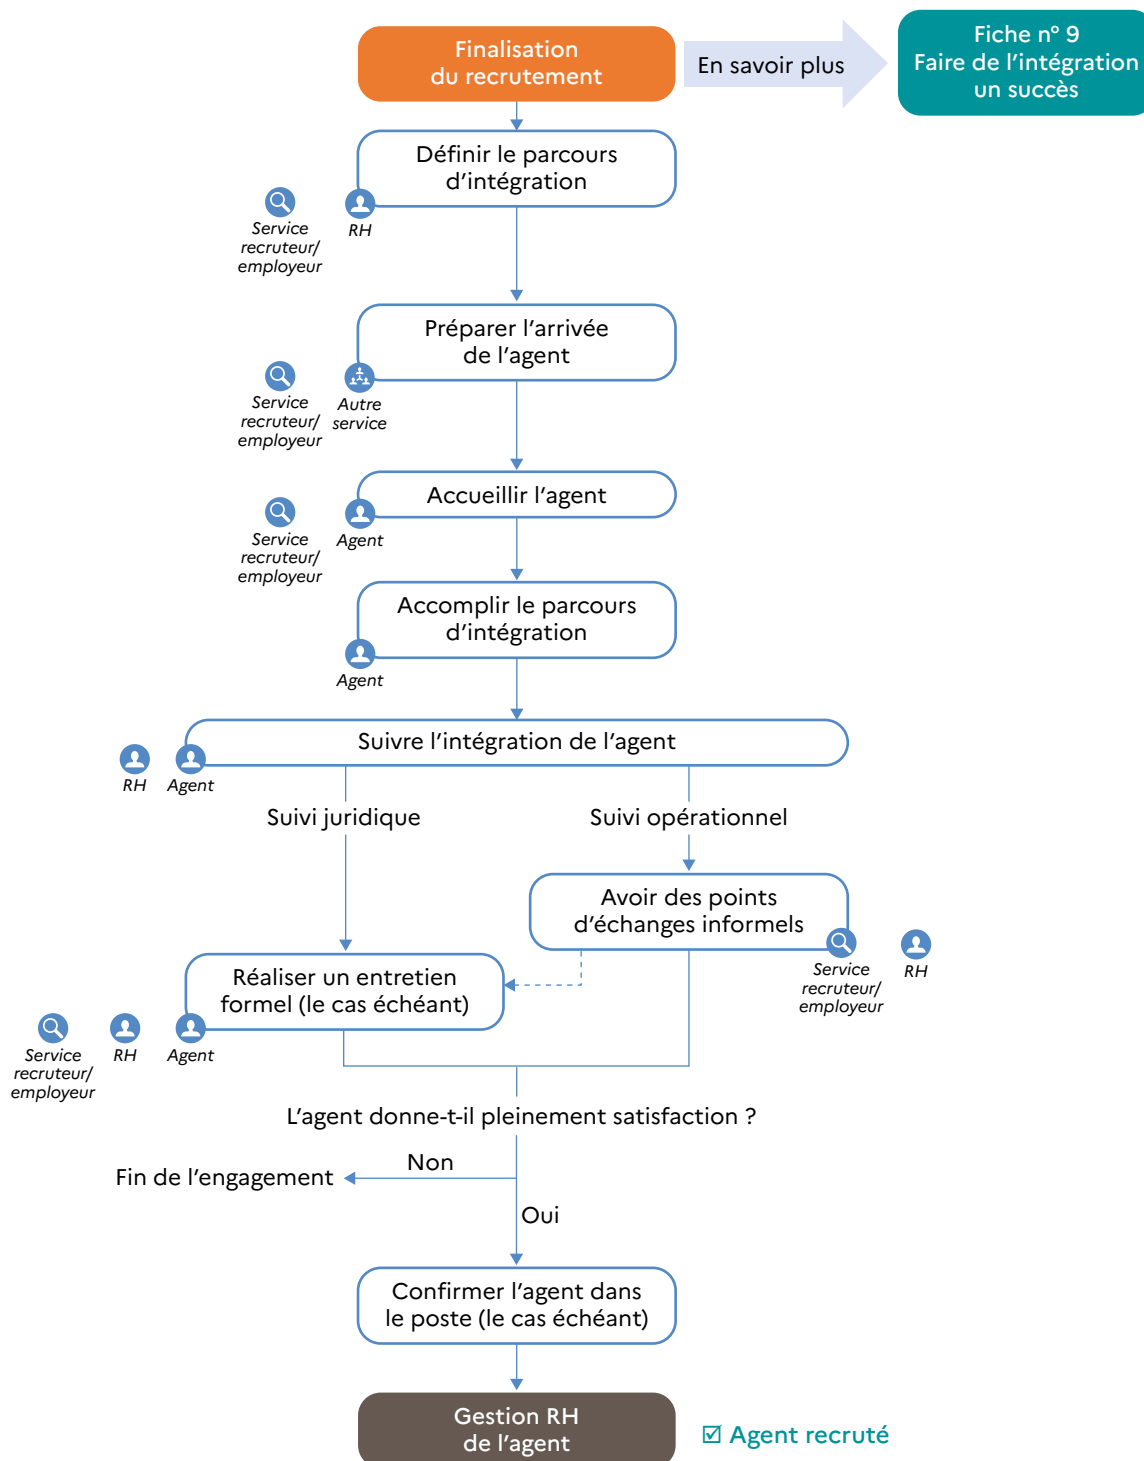 Finalisation
du recrutement
En savoir plus
Fiche n° 9
Faire de l’intégration
un succès
Définir le parcours
d’intégration
Service
recruteur/
employeur
RH
Préparer l’arrivée
de l’agent
Service
recruteur/
employeur
Autre
service
Accueillir l’agent
Service
recruteur/
employeur
Agent
Accomplir le parcours
d’intégration
Agent
Suivre l’intégration de l’agent
RH
Agent
Suivi juridique
Suivi opérationnel
Avoir des points
d’échanges informels
Service
recruteur/
employeur
RH
Réaliser un entretien
formel (le cas échéant)
Service
recruteur/
employeur
RH
Agent
L’agent donne-t-il pleinement satisfaction ?
Non
Fin de l’engagement
Oui
Confirmer l’agent dans
le poste (le cas échéant)
Gestion RH
de l’agent
☑ Agent recruté